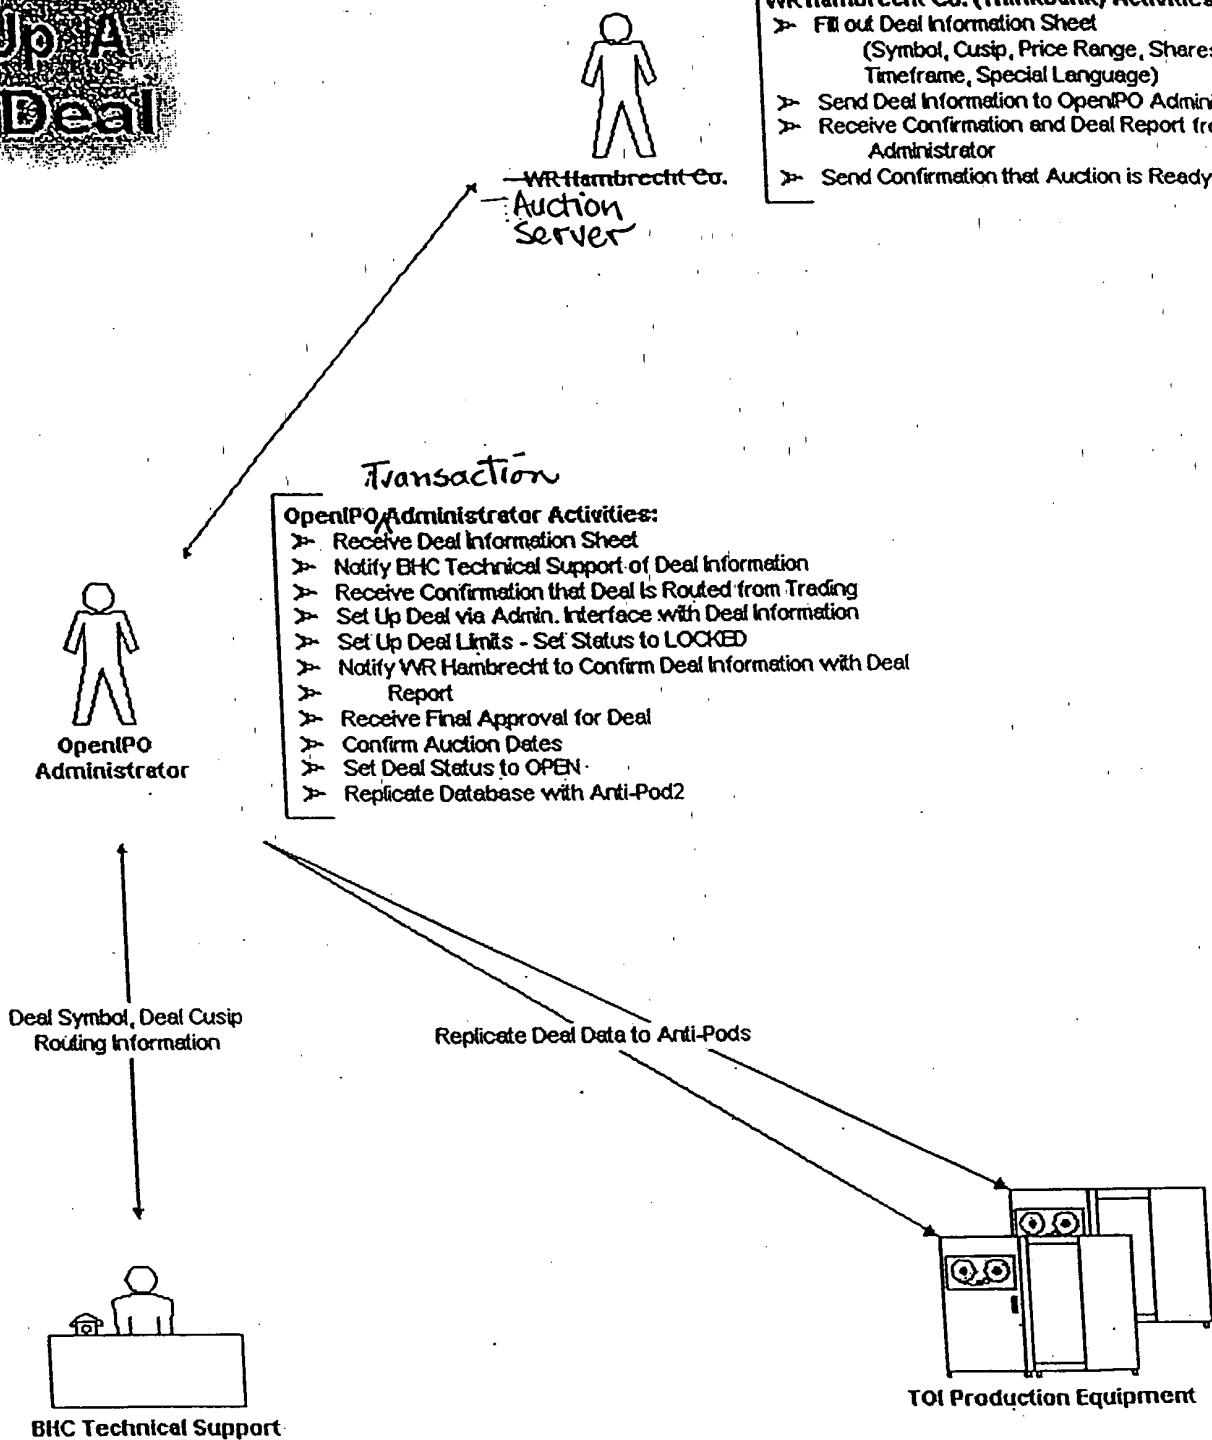 Up A
Deal
WR Hambrecht Co. (Thinkbank) Activities
➢ Fill out Deal Information Sheet
(Symbol, Cusip, Price Range, Shares
Timeframe, Special Language)
➢ Send Deal Information to OpenIPO Admini
➢ Receive Confirmation and Deal Report fr
Administrator
➢ Send Confirmation that Auction is Ready
WR Hambrecht Co.
Auction
Server
Transaction
OpenIPO Administrator Activities:
➢ Receive Deal Information Sheet
➢ Notify BHC Technical Support of Deal Information
➢ Receive Confirmation that Deal Is Routed from Trading
➢ Set Up Deal via Admin. Interface with Deal Information
➢ Set Up Deal Limits - Set Status to LOCKED
➢ Notify WR Hambrecht to Confirm Deal Information with Deal
➢ Report
➢ Receive Final Approval for Deal
➢ Confirm Auction Dates
➢ Set Deal Status to OPEN
➢ Replicate Database with Anti-Pod2
OpenIPO
Administrator
Deal Symbol, Deal Cusip
Routing Information
Replicate Deal Data to Anti-Pods
TOI Production Equipment
BHC Technical Support